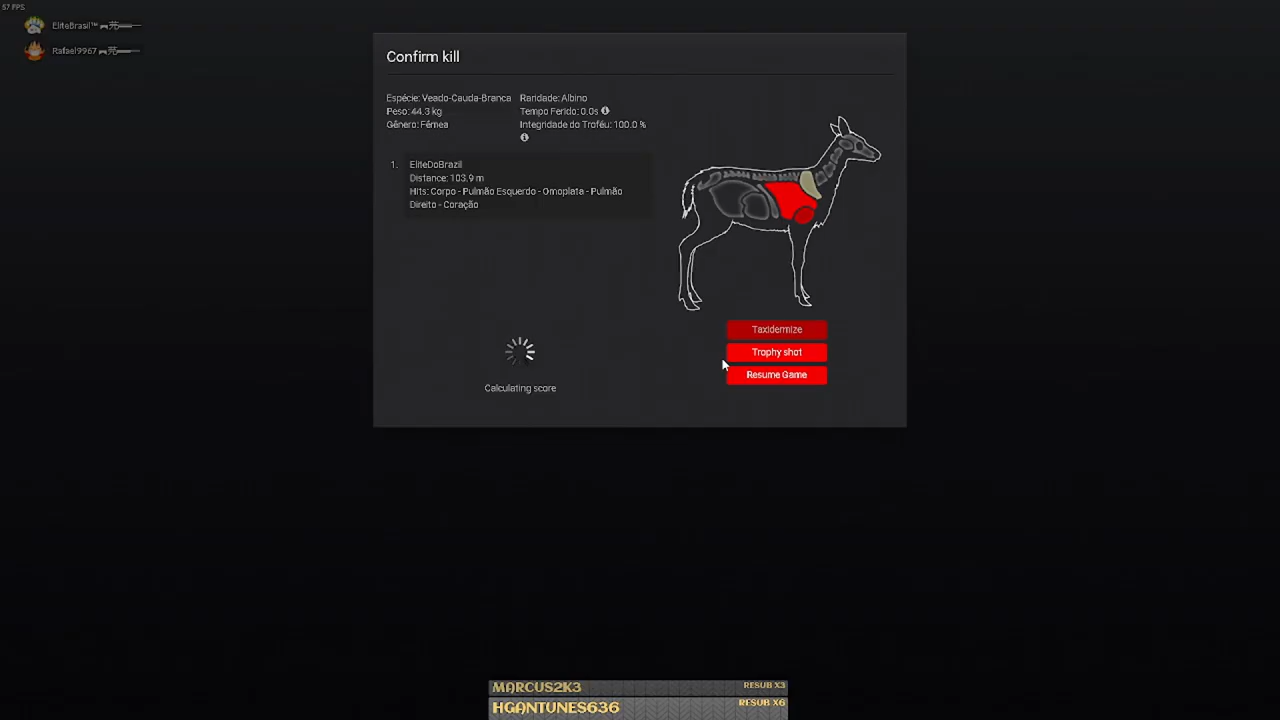 57 FPS
EliteBrasil™
Rafael9967
Confirm kill
Espécie: Veado-Cauda-Branca
Raridade: Albino
Peso: 44.3 kg
Tempo Ferido: 0.0s
Gênero: Fêmea
Integridade do Troféu: 100.0 %
1. EliteDoBrazil
Distance: 103.9 m
Hits: Corpo - Pulmão Esquerdo - Omoplata - Pulmão
Direito - Coração
Calculating score
Taxidermize
Trophy shot
Resume Game
MARCUS2K3 RESUB X3
HGANTUNES636 RESUB X6